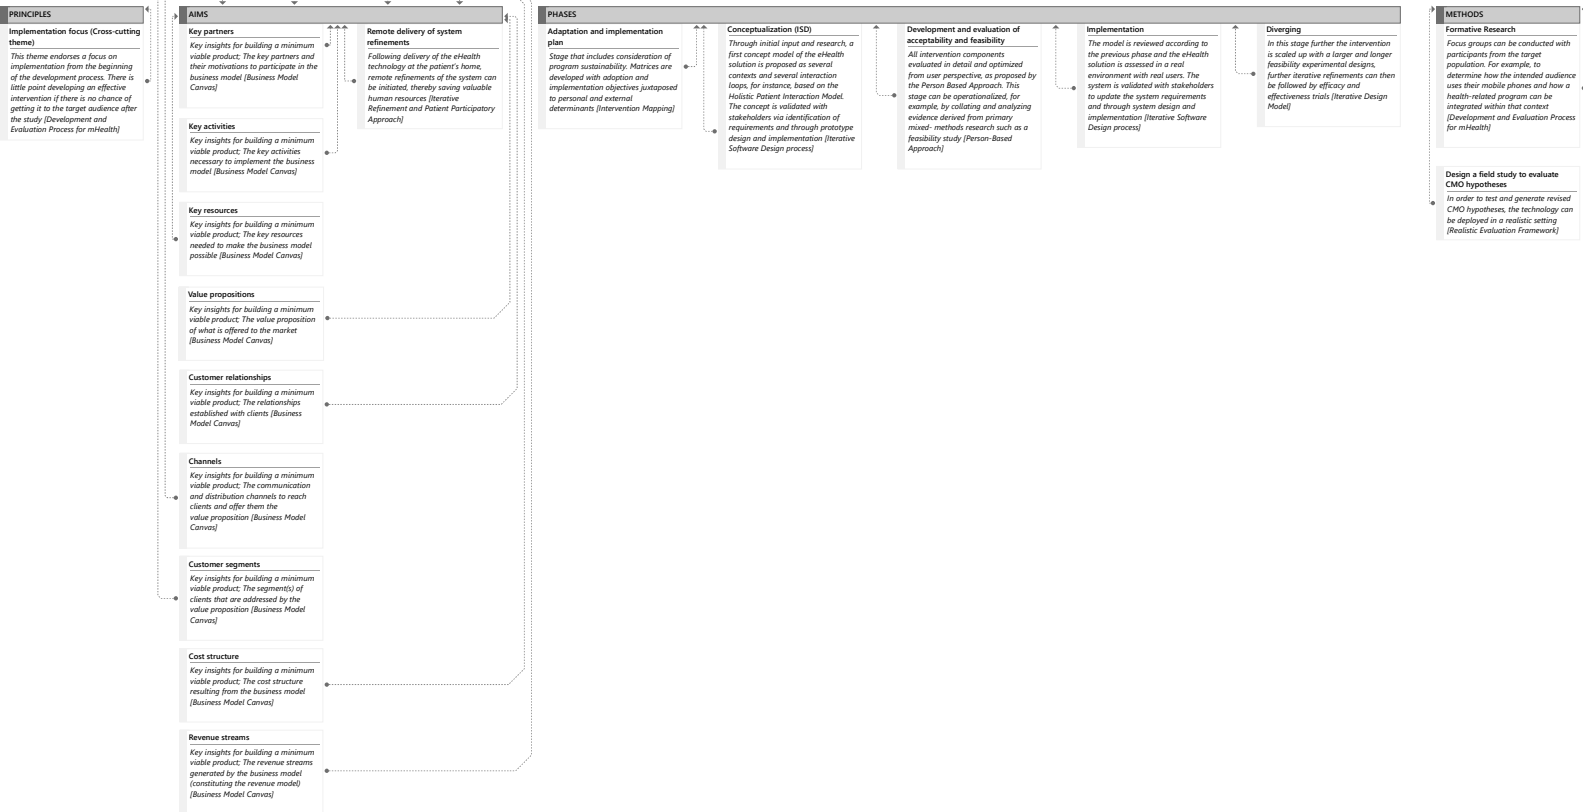 PRINCIPLES
Implementation focus (Cross-cutting
theme)
This theme endorses a focus on
implementation from the beginning
of the development process. There is
little point developing an effective
intervention if there is no chance of
getting it to the target audience after
the study [Development and
Evaluation Process for mHealth]
AIMS
Key partners
Key insights for building a minimum
viable product; The key partners and
their motivations to participate in the
business model [Business Model
Canvas]
Key activities
Key insights for building a minimum
viable product; The key activities
necessary to implement the business
model [Business Model Canvas]
Key resources
Key insights for building a minimum
viable product; The key resources
needed to make the business model
possible [Business Model Canvas]
Value propositions
Key insights for building a minimum
viable product; The value proposition
of what is offered to the market
[Business Model Canvas]
Customer relationships
Key insights for building a minimum
viable product; The relationships
established with clients [Business
Model Canvas]
Channels
Key insights for building a minimum
viable product; The communication
and distribution channels to reach
clients and offer them the
value proposition [Business Model
Canvas]
Customer segments
Key insights for building a minimum
viable product; The segment(s) of
clients that are addressed by the
value proposition [Business Model
Canvas]
Cost structure
Key insights for building a minimum
viable product; The cost structure
resulting from the business model
[Business Model Canvas]
Revenue streams
Key insights for building a minimum
viable product; The revenue streams
generated by the business model
(constituting the revenue model)
[Business Model Canvas]
Remote delivery of system
refinements
Following delivery of the eHealth
technology at the patient's home,
remote refinements of the system can
be initiated, thereby saving valuable
human resources [Iterative
Refinement and Patient Participatory
Approach]
PHASES
Adaptation and implementation
plan
Stage that includes consideration of
program sustainability. Matrices are
developed with adoption and
implementation objectives juxtaposed
to personal and external
determinants [Intervention Mapping]
Conceptualization (ISD)
Through initial input and research, a
first concept model of the eHealth
solution is proposed as several
contexts and several interaction
loops, for instance, based on the
Holistic Patient Interaction Model.
The concept is validated with
stakeholders via identification of
requirements and through prototype
design and implementation [Iterative
Software Design process]
Development and evaluation of
acceptability and feasibility
All intervention components
evaluated in detail and optimized
from user perspective, as proposed by
the Person Based Approach. This
stage can be operationalized, for
example, by collating and analyzing
evidence derived from primary
mixed- methods research such as a
feasibility study [Person-Based
Approach]
Implementation
The model is reviewed according to
the previous phase and the eHealth
solution is assessed in a real
environment with real users. The
system is validated with stakeholders
to update the system requirements
and through system design and
implementation [Iterative Software
Design process]
Diverging
In this stage further the intervention
is scaled up with a larger and longer
feasibility experimental designs,
further iterative refinements can then
be followed by efficacy and
effectiveness trials [Iterative Design
Model]
METHODS
Formative Research
Focus groups can be conducted with
participants from the target
population. For example, to
determine how the intended audience
uses their mobile phones and how a
health-related program can be
integrated within that context
[Development and Evaluation Process
for mHealth]
Design a field study to evaluate
CMO hypotheses
In order to test and generate revised
CMO hypotheses, the technology can
be deployed in a realistic setting
[Realistic Evaluation Framework]